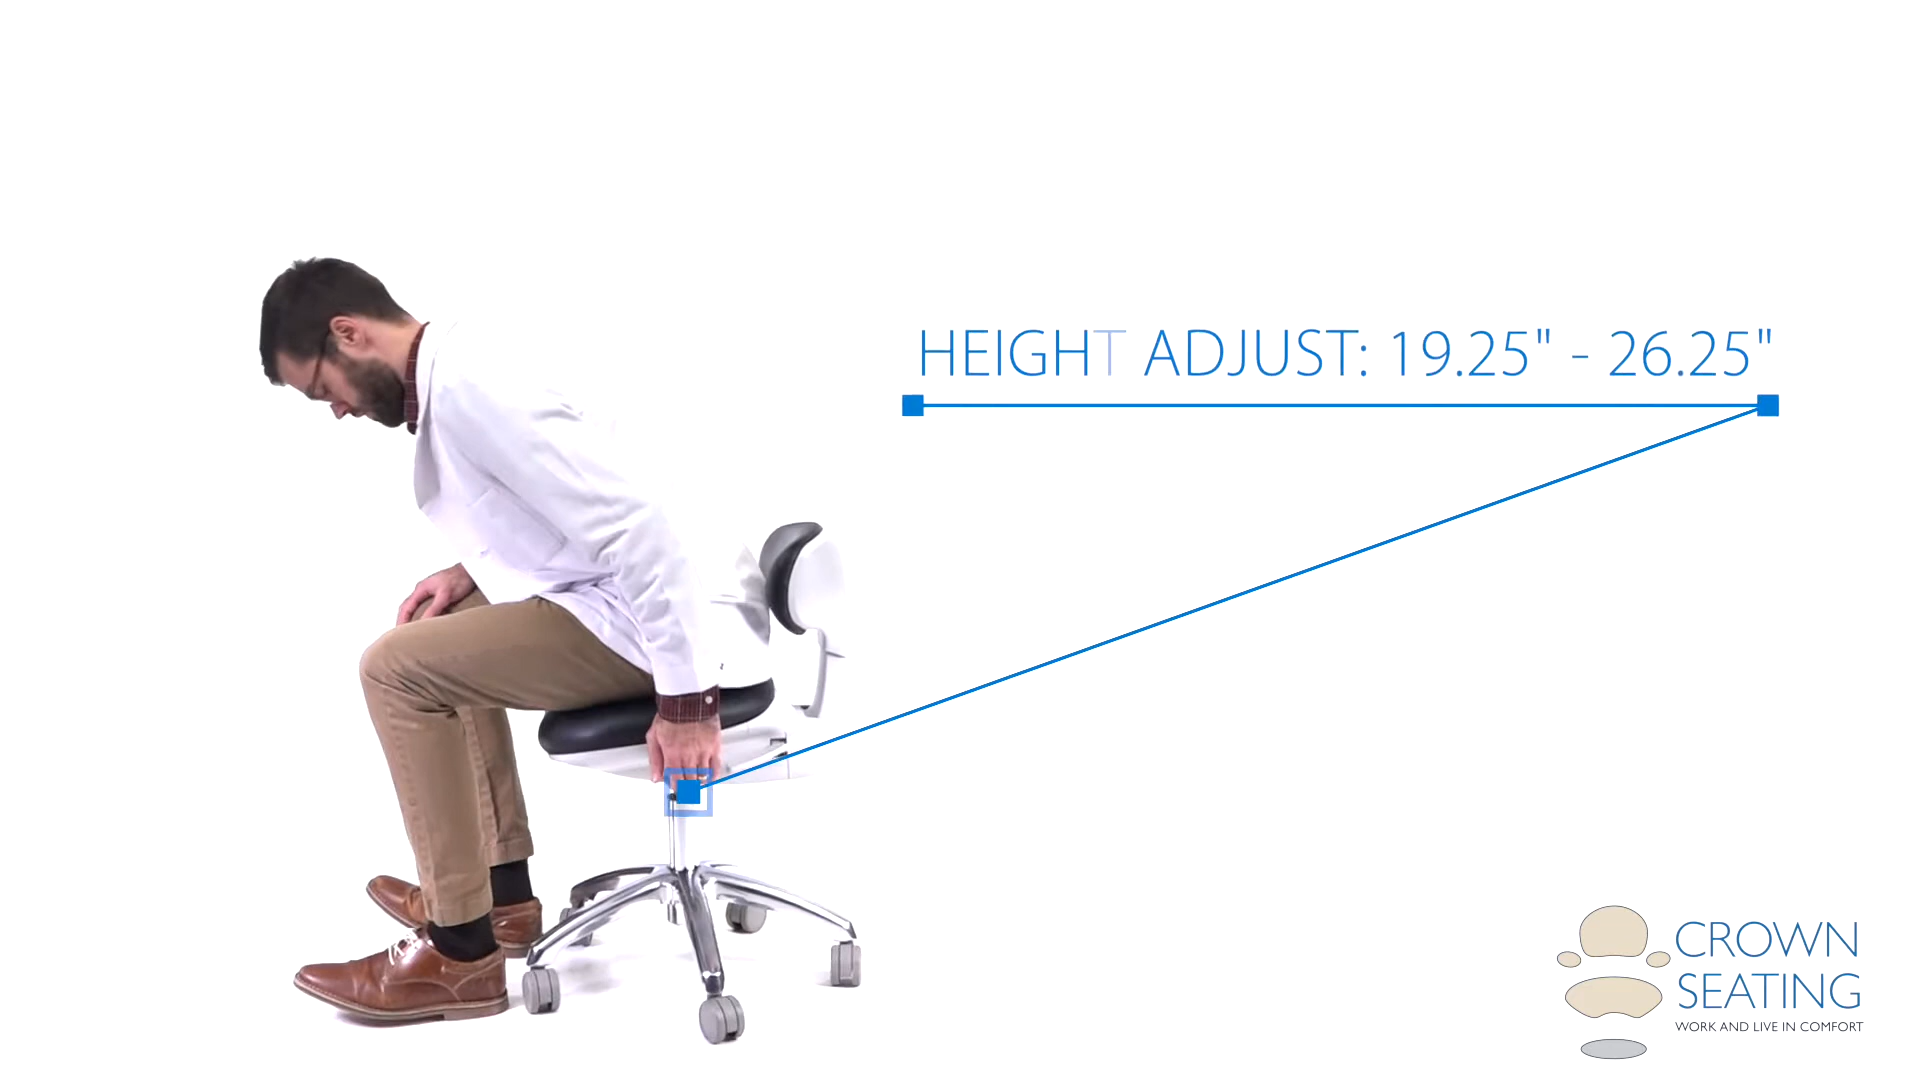 HEIGHT ADJUST: 19.25" - 26.25"
CROWN
SEATING
WORK AND LIVE IN COMFORT